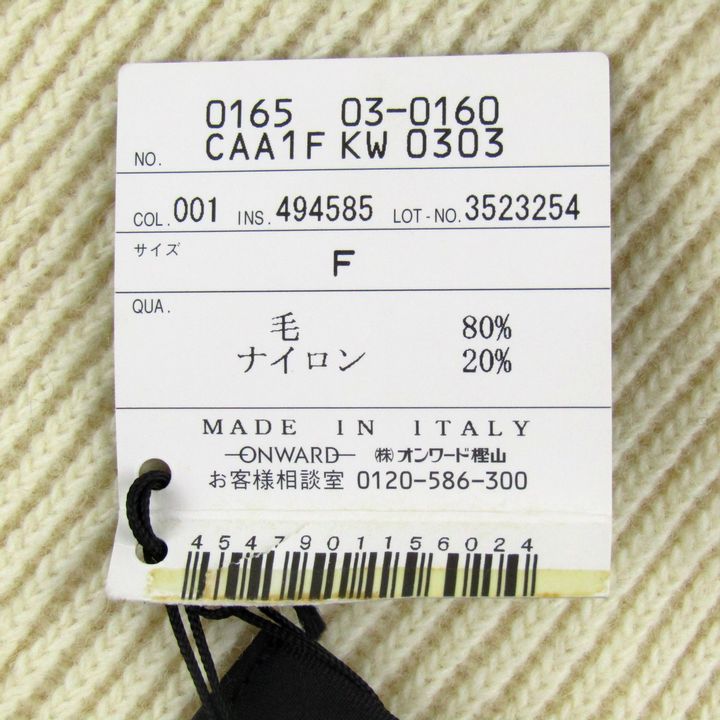 0165 03-0160
NO. CAA1F KW 0303
COL. 001 INS. 494585 LOT-NO. 3523254
サイズ
F
QUA.
毛 80%
ナイロン 20%
MADE IN ITALY
ONWARD (株)オンワード樫山
お客様相談室 0120-586-300
4547901156024